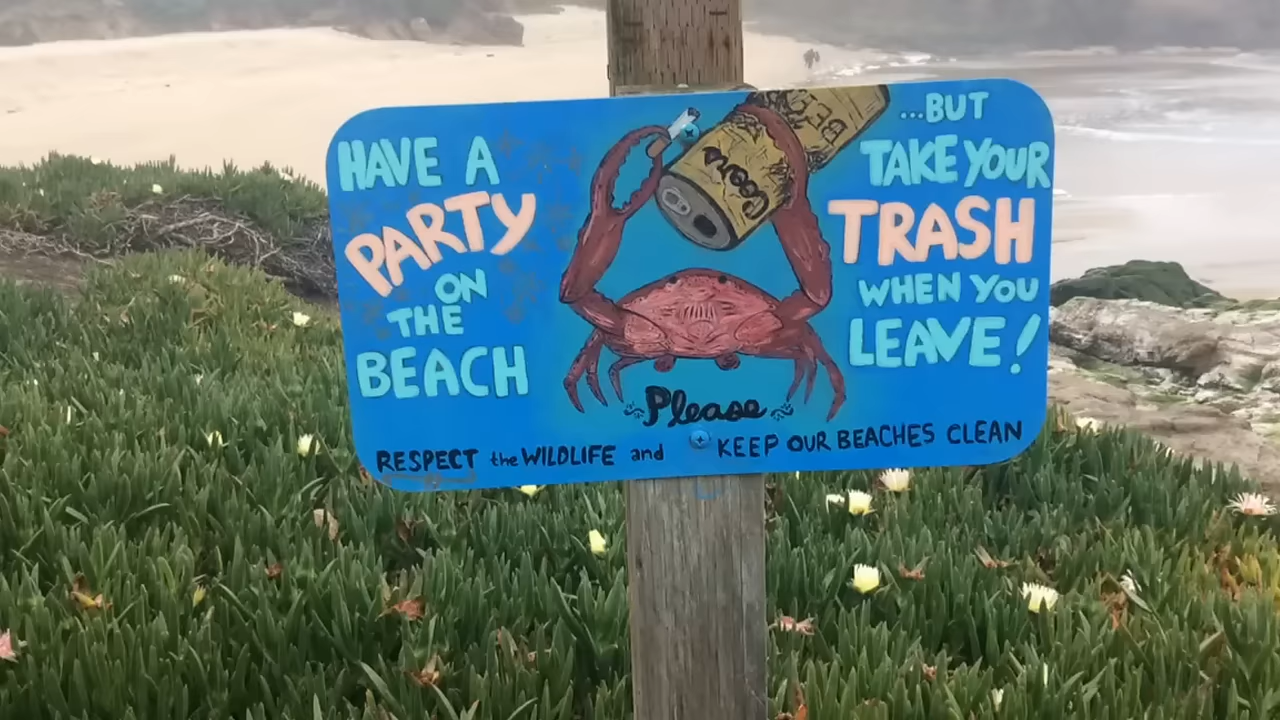 HAVE A
PARTY
ON
THE
BEACH
...BUT
TAKE YOUR
TRASH
WHEN YOU
LEAVE!
Please
RESPECT the WILDLIFE and KEEP OUR BEACHES CLEAN